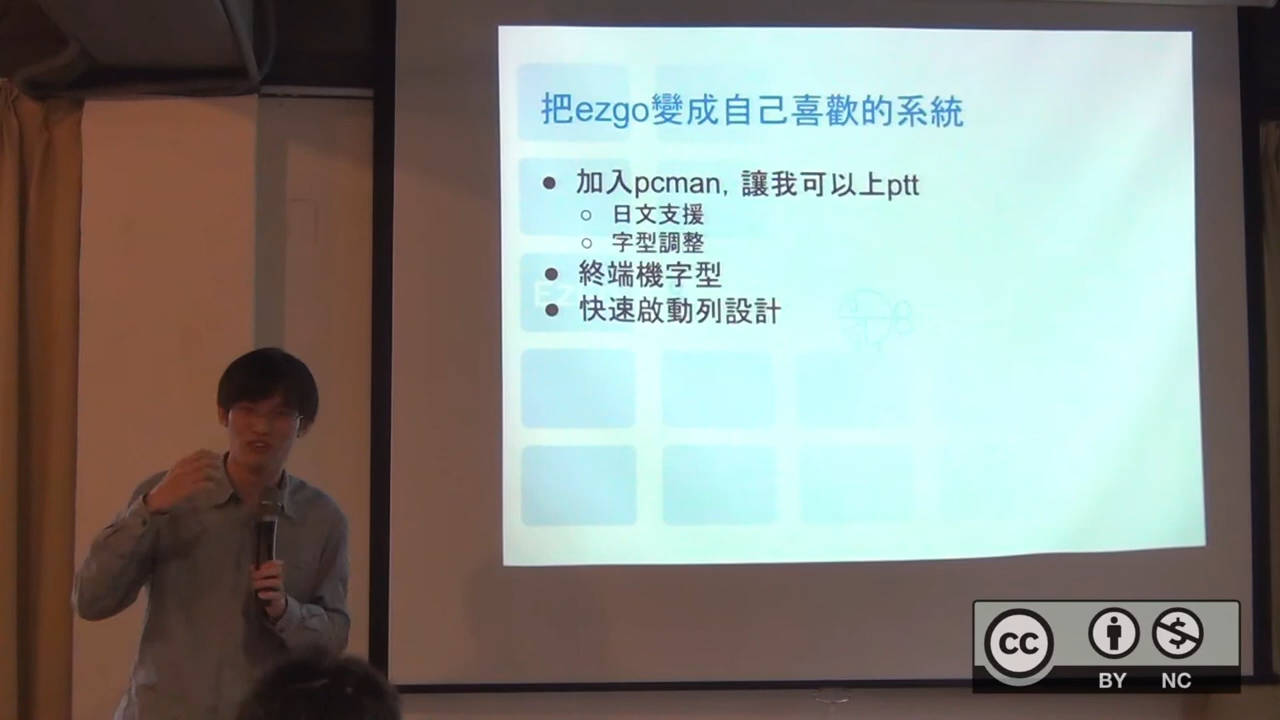 把ezgo變成自己喜歡的系統
● 加入pcman, 讓我可以上ptt
○ 日文支援
○ 字型調整
● 終端機字型
● 快速啟動列設計
cc
BY NC